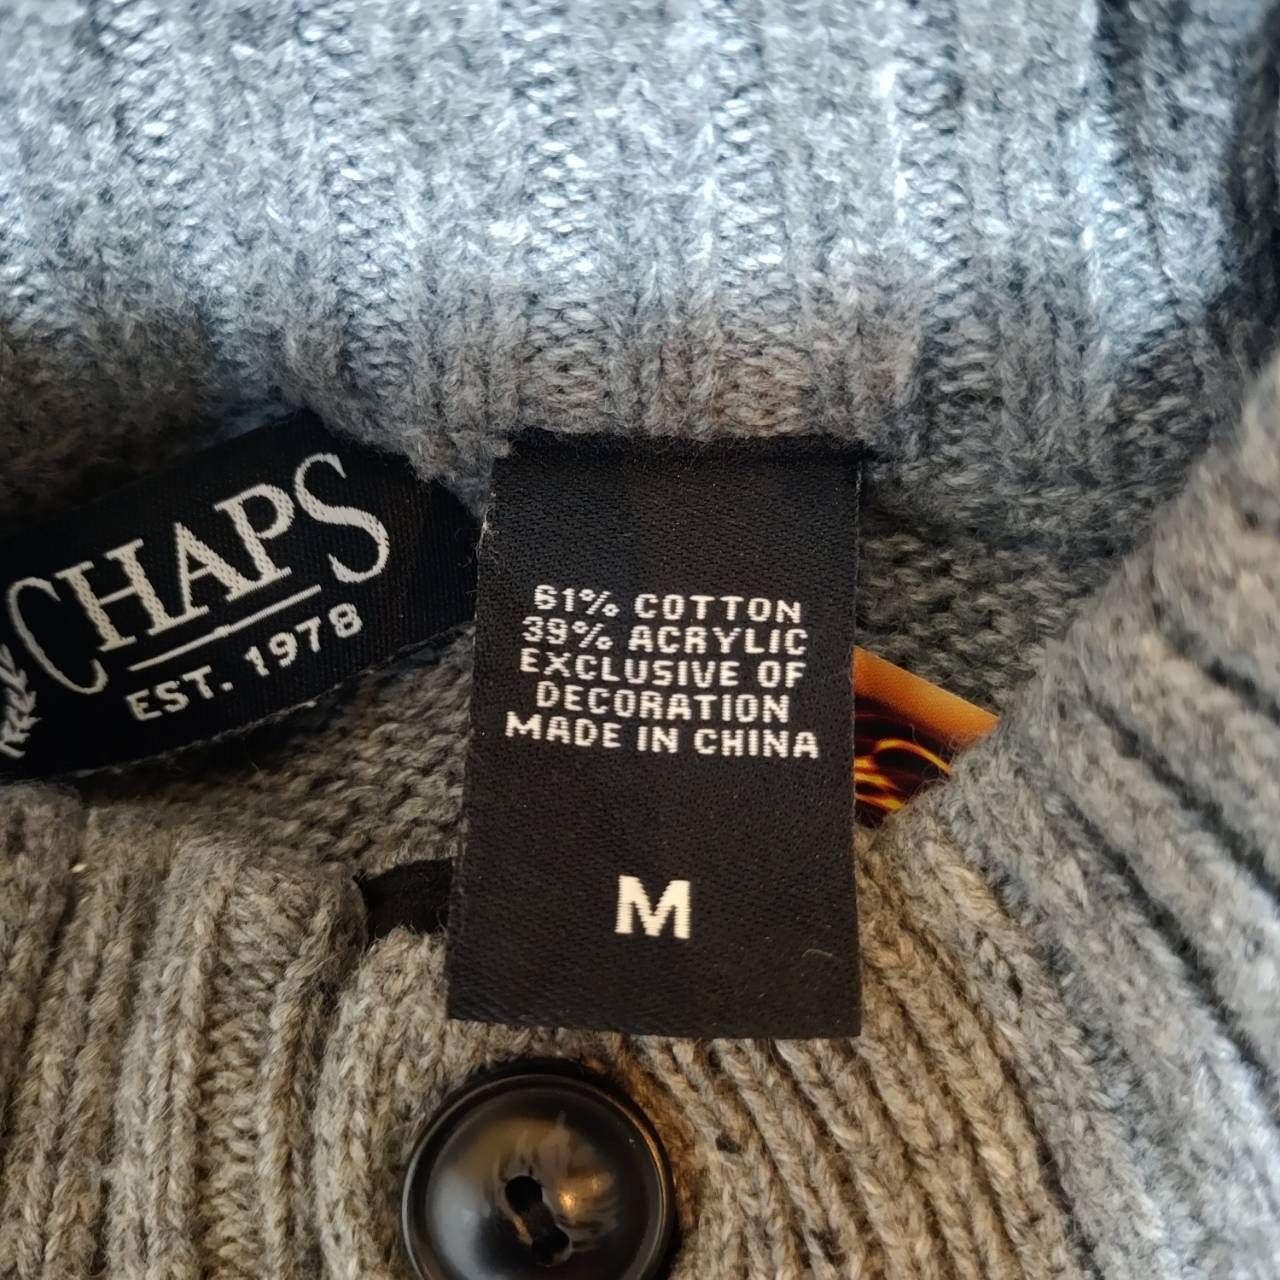 CHAPS
EST. 1978
61% COTTON
39% ACRYLIC
EXCLUSIVE OF
DECORATION
MADE IN CHINA
M